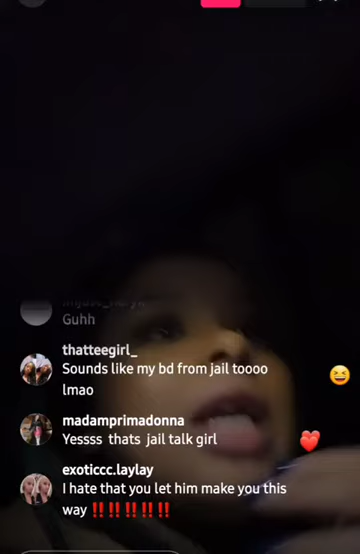 Guhh
thatteegirl_
Sounds like my bd from jail toooo
lmao
madamprimadonna
Yessss thats jail talk girl
exoticcc.laylay
I hate that you let him make you this
way ‼️‼️‼️‼️‼️